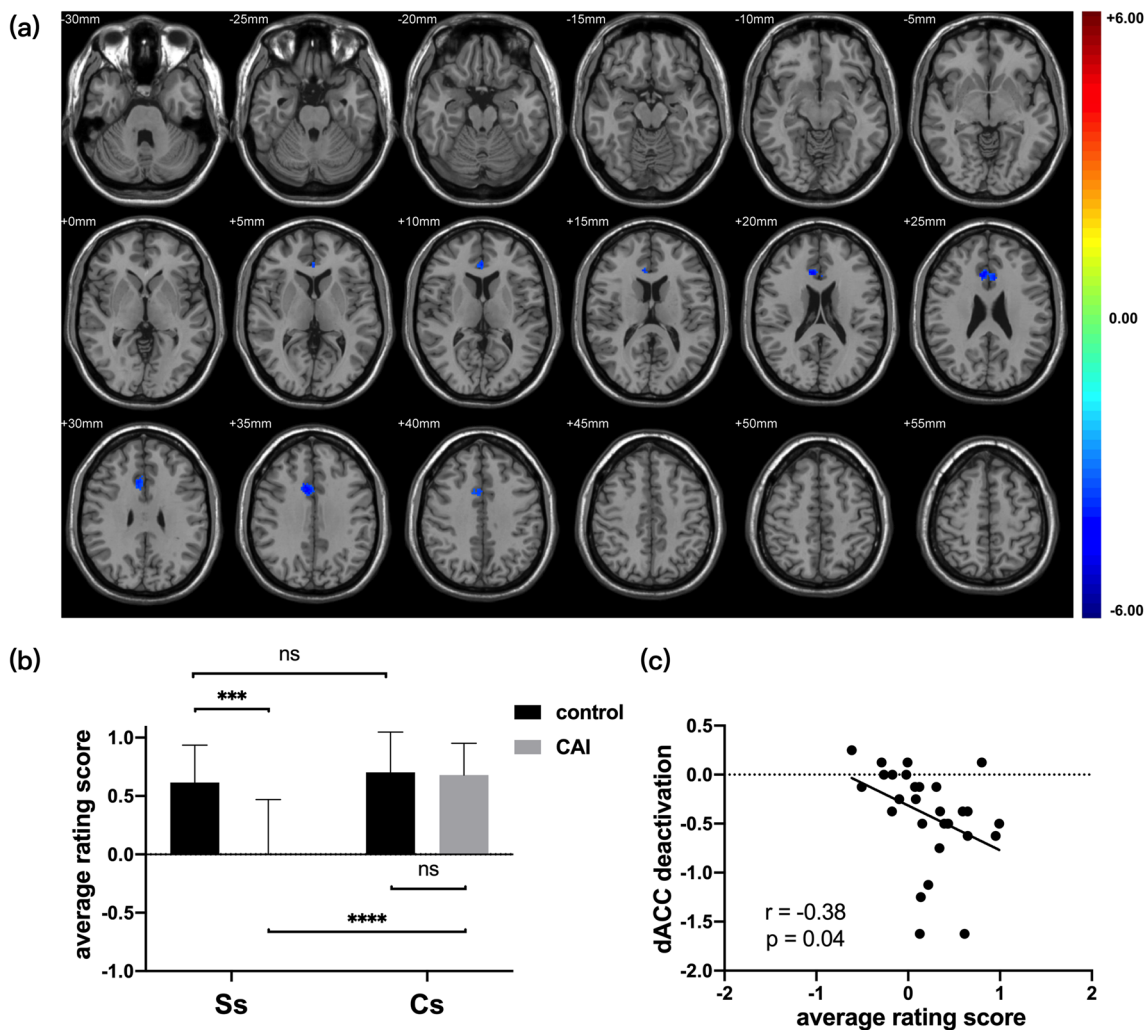 (a)
-30mm -25mm -20mm -15mm -10mm -5mm
+6.00
+0mm +5mm +10mm +15mm +20mm +25mm
0.00
+30mm +35mm +40mm +45mm +50mm +55mm
-6.00
(b)
ns
***
control
CAI
average rating score
1.0
0.5
0.0
-0.5
-1.0
ns
****
Ss Cs
(c)
dACC deactivation
0.5
0.0
-0.5
-1.0
-1.5
-2.0
r = -0.38
p = 0.04
-2 -1 0 1 2
average rating score